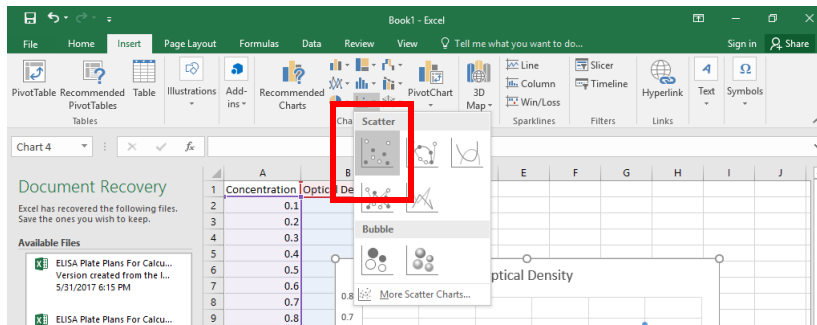 Book1 - Excel
File Home Insert Page Layout Formulas Data Review View Tell me what you want to do... Sign in Share
PivotTable Recommended PivotTables Table Illustrations Add-ins Recommended Charts PivotChart 3D Map Line Column Win/Loss Slicer Timeline Hyperlink Text Symbols
Tables Cha Sparklines Filters Links
Chart 4 fx
Scatter
Bubble
More Scatter Charts...
Document Recovery
Excel has recovered the following files.
Save the ones you wish to keep.
Available Files
ELISA Plate Plans For Calcu...
Version created from the l...
5/31/2017 6:15 PM
ELISA Plate Plans For Calcu...
A B E F G H I J
1 Concentration Optical De
2 0.1
3 0.2
4 0.3
5 0.4
6 0.5
7 0.6
8 0.7
9 0.8
ptical Density
0.8
0.7